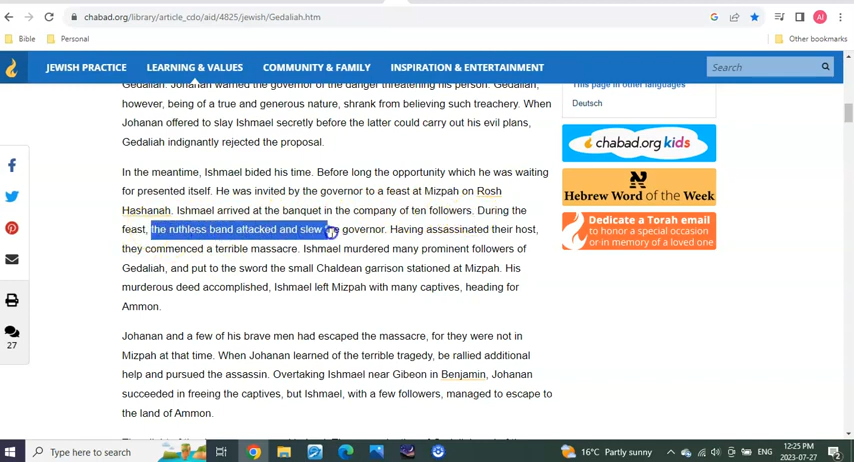 chabad.org/library/article_cdo/aid/4825/jewish/Gedaliah.htm
AI
Bible
Personal
Other bookmarks
JEWISH PRACTICE
LEARNING & VALUES
COMMUNITY & FAMILY
INSPIRATION & ENTERTAINMENT
Search
Gedaliah. Johanan warned the governor of the danger threatening his person. Gedaliah,
however, being of a true and generous nature, shrank from believing such treachery. When
Johanan offered to slay Ishmael secretly before the latter could carry out his evil plans,
Gedaliah indignantly rejected the proposal.
In the meantime, Ishmael bided his time. Before long the opportunity which he was waiting
for presented itself. He was invited by the governor to a feast at Mizpah on Rosh
Hashanah. Ishmael arrived at the banquet in the company of ten followers. During the
feast, the ruthless band attacked and slew the governor. Having assassinated their host,
they commenced a terrible massacre. Ishmael murdered many prominent followers of
Gedaliah, and put to the sword the small Chaldean garrison stationed at Mizpah. His
murderous deed accomplished, Ishmael left Mizpah with many captives, heading for
Ammon.
Johanan and a few of his brave men had escaped the massacre, for they were not in
Mizpah at that time. When Johanan learned of the terrible tragedy, be rallied additional
help and pursued the assassin. Overtaking Ishmael near Gibeon in Benjamin, Johanan
succeeded in freeing the captives, but Ishmael, with a few followers, managed to escape to
the land of Ammon.
27
This page in other languages
Deutsch
chabad.org kids
א
Hebrew Word of the Week
Dedicate a Torah email
to honor a special occasion
or in memory of a loved one
Type here to search
16°C Partly sunny
ENG
12:25 PM
2023-07-27
2